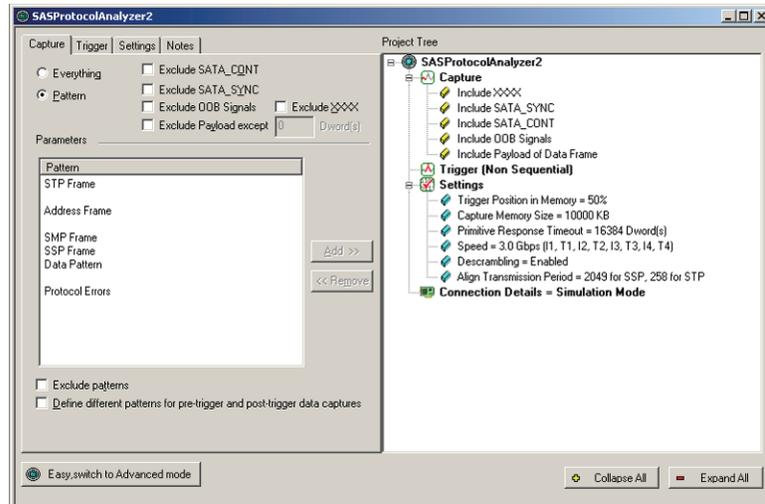 SASProtocolAnalyzer2
Capture Trigger Settings Notes
Everything
Pattern
Exclude SATA_CONT
Exclude SATA_SYNC
Exclude OOB Signals Exclude XXXX
Exclude Payload except 0 Dword(s)
Parameters
Pattern
STP Frame
Address Frame
SMP Frame
SSP Frame
Data Pattern
Protocol Errors
Add >>
<< Remove
Exclude patterns
Define different patterns for pre-trigger and post-trigger data captures
Easy,switch to Advanced mode
Project Tree
SASProtocolAnalyzer2
Capture
Include XXXX
Include SATA_SYNC
Include SATA_CONT
Include OOB Signals
Include Payload of Data Frame
Trigger (Non Sequential)
Settings
Trigger Position in Memory = 50%
Capture Memory Size = 10000 KB
Primitive Response Timeout = 16384 Dword(s)
Speed = 3.0 Gbps (I1, T1, I2, T2, I3, T3, I4, T4)
Descrambling = Enabled
Align Transmission Period = 2049 for SSP, 258 for STP
Connection Details = Simulation Mode
Collapse All
Expand All